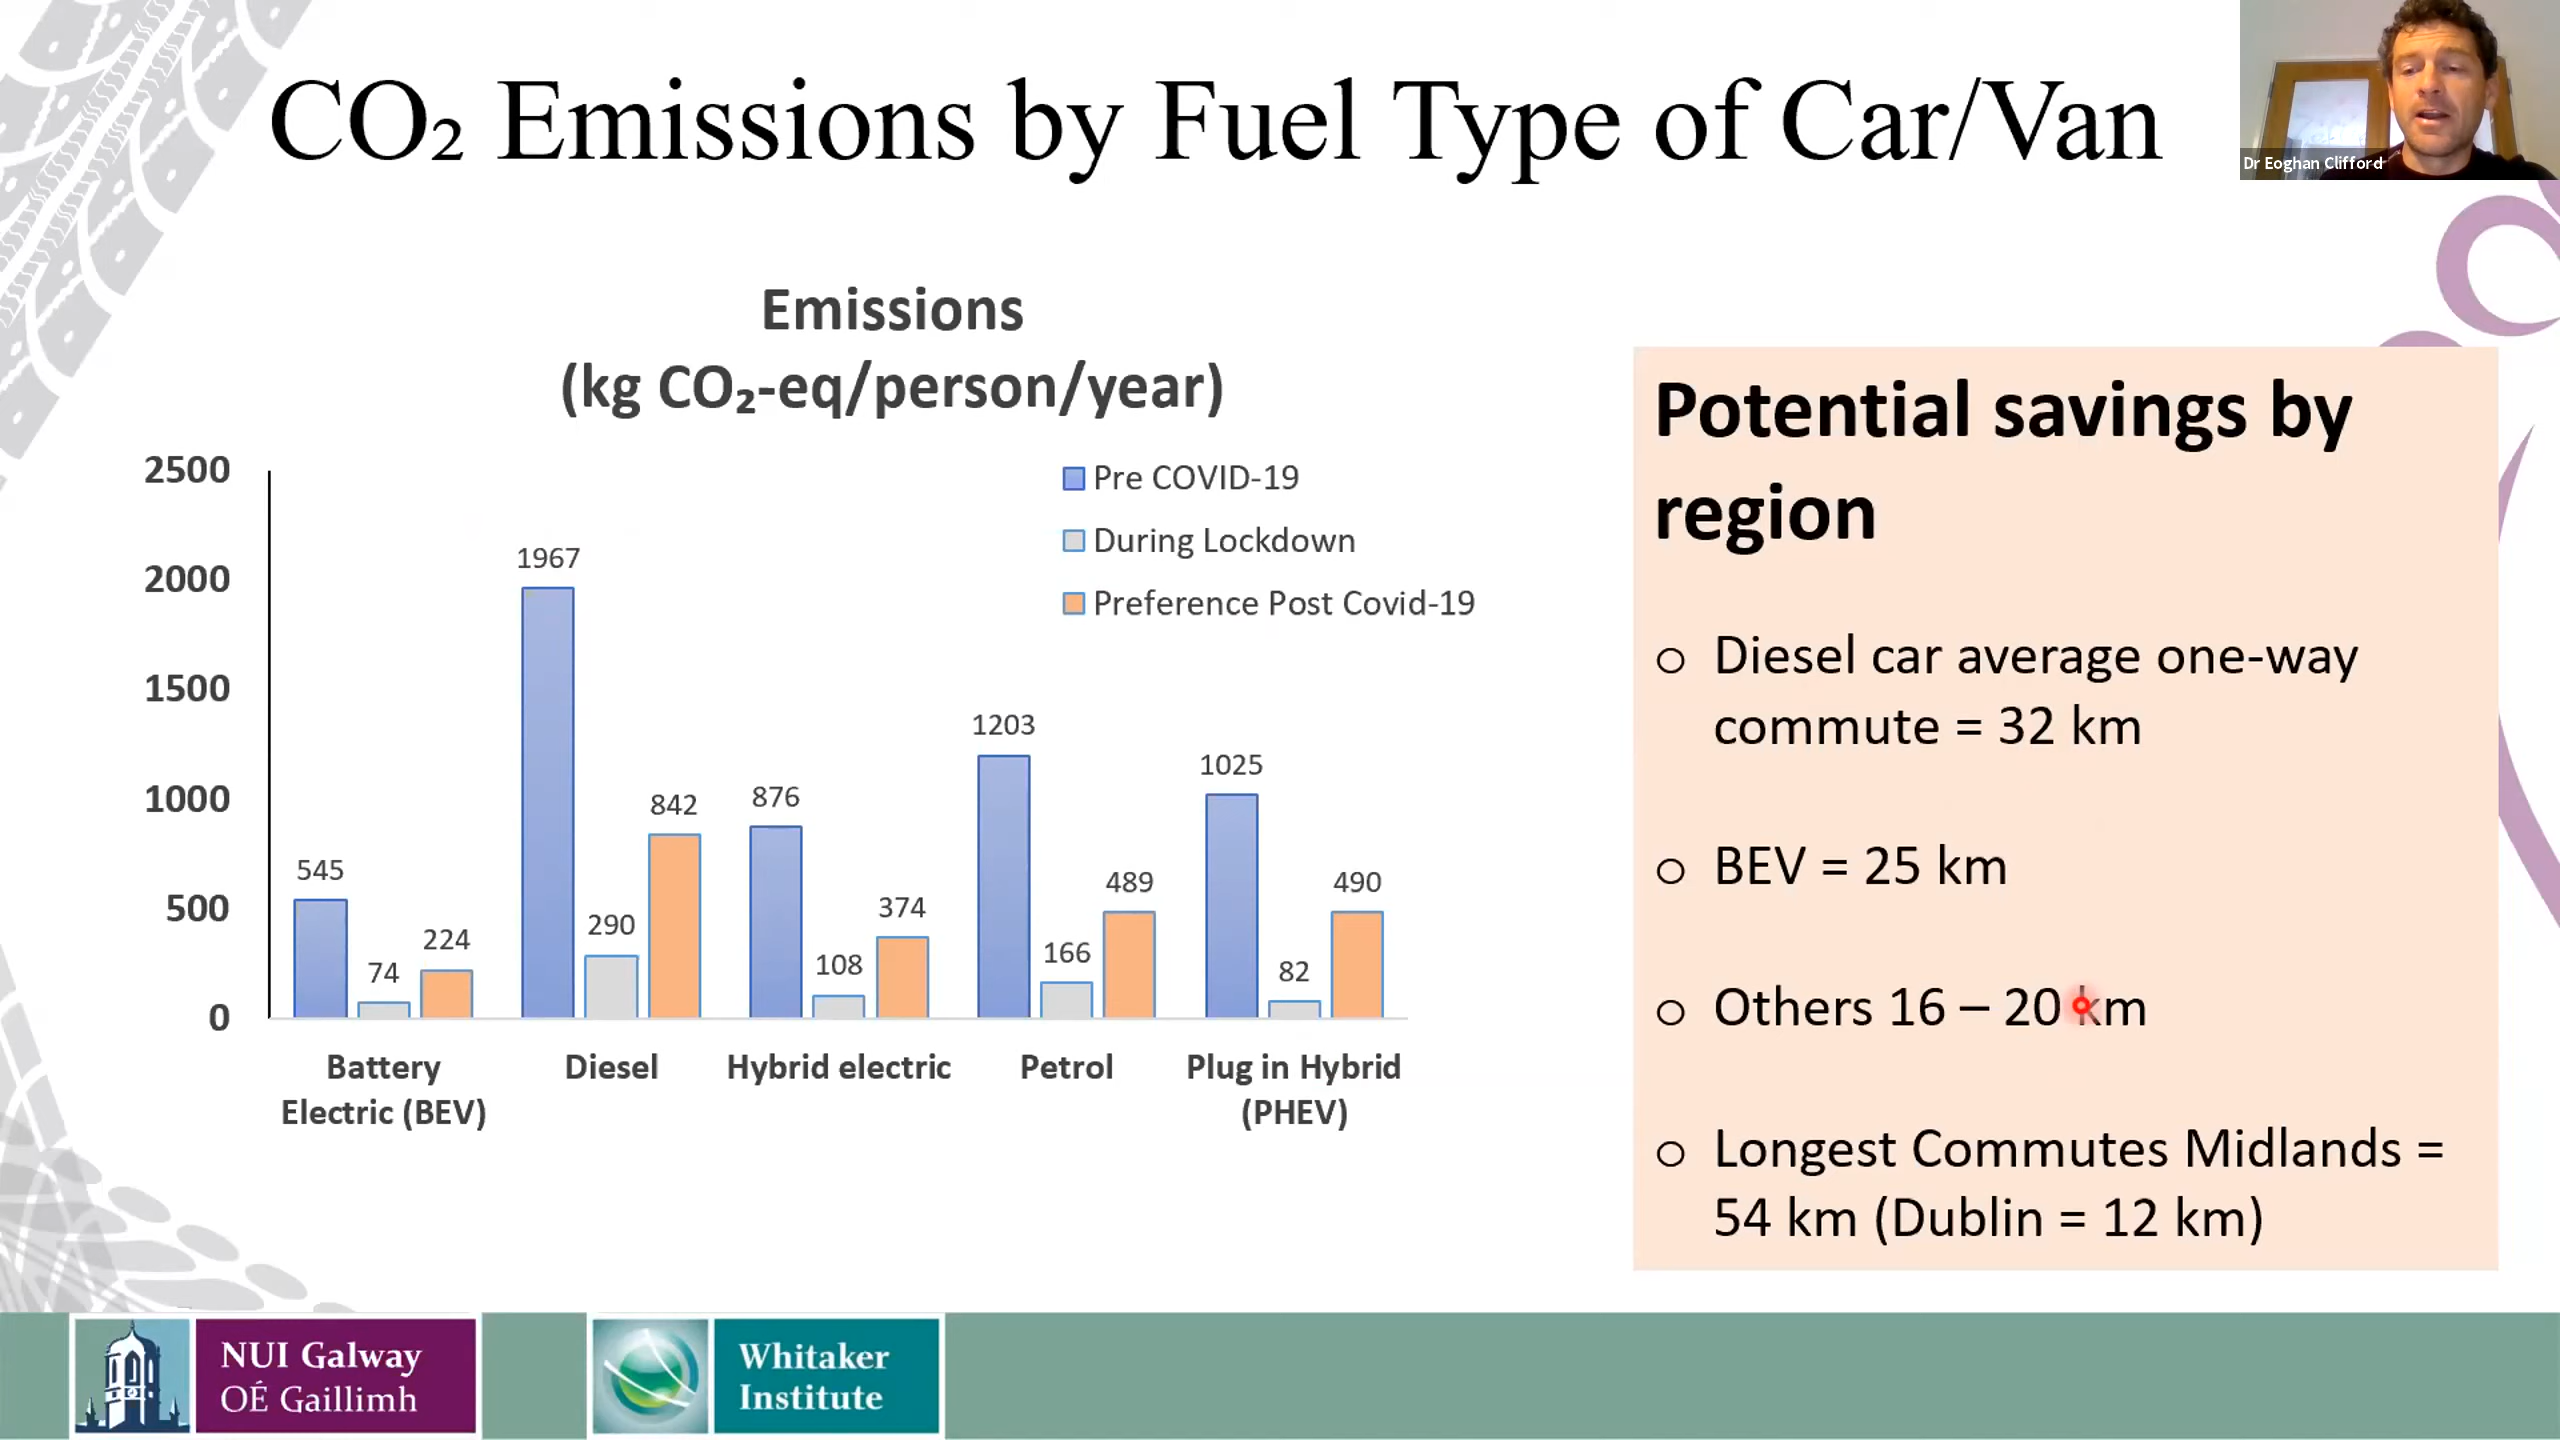 CO₂ Emissions by Fuel Type of Car/Van
Dr Eoghan Clifford
Emissions
(kg CO₂-eq/person/year)
2500
2000
1500
1000
500
0
Pre COVID-19
During Lockdown
Preference Post Covid-19
545
74
224
1967
290
842
876
108
374
1203
166
489
1025
82
490
Battery
Electric (BEV)
Diesel
Hybrid electric
Petrol
Plug in Hybrid
(PHEV)
Potential savings by
region
o Diesel car average one-way
commute = 32 km
o BEV = 25 km
o Others 16 – 20 km
o Longest Commutes Midlands =
54 km (Dublin = 12 km)
NUI Galway
OÉ Gaillimh
Whitaker
Institute